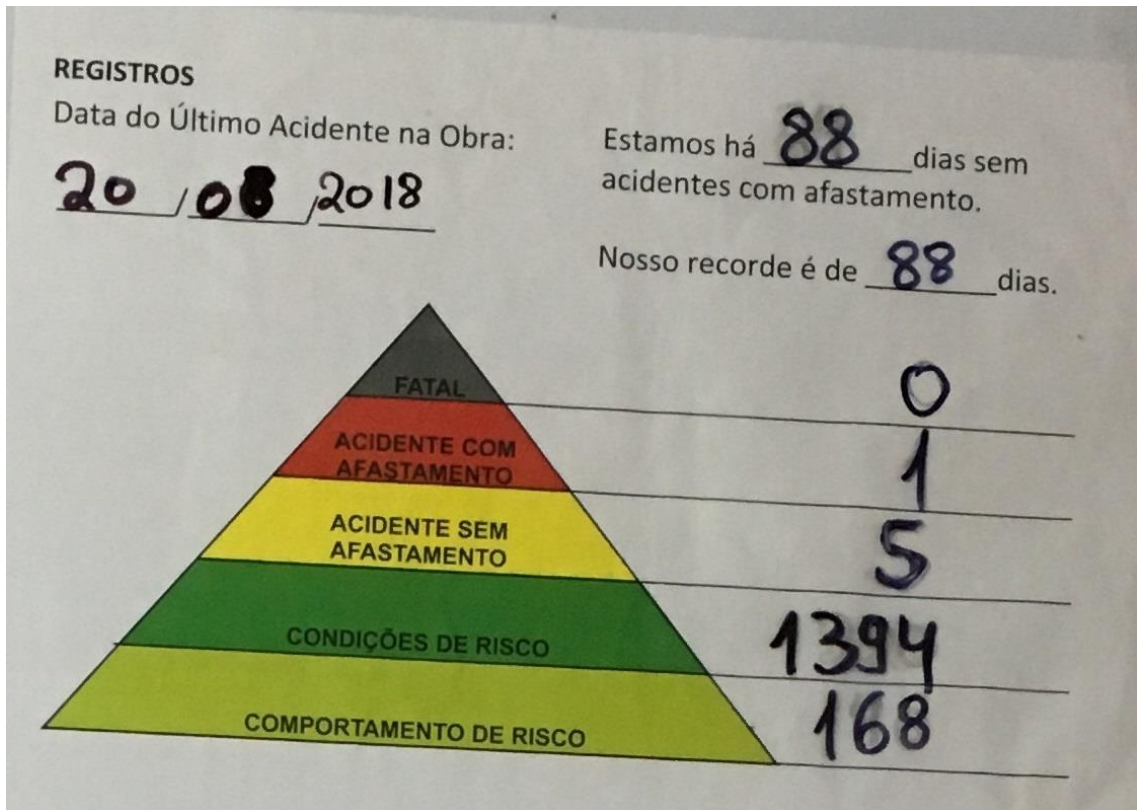 REGISTROS
Data do Último Acidente na Obra:
20 / 08 / 2018
Estamos há 88 dias sem
acidentes com afastamento.
Nosso recorde é de 88 dias.
FATAL 0
ACIDENTE COM
AFASTAMENTO 1
ACIDENTE SEM
AFASTAMENTO 5
CONDIÇÕES DE RISCO 1394
COMPORTAMENTO DE RISCO 168